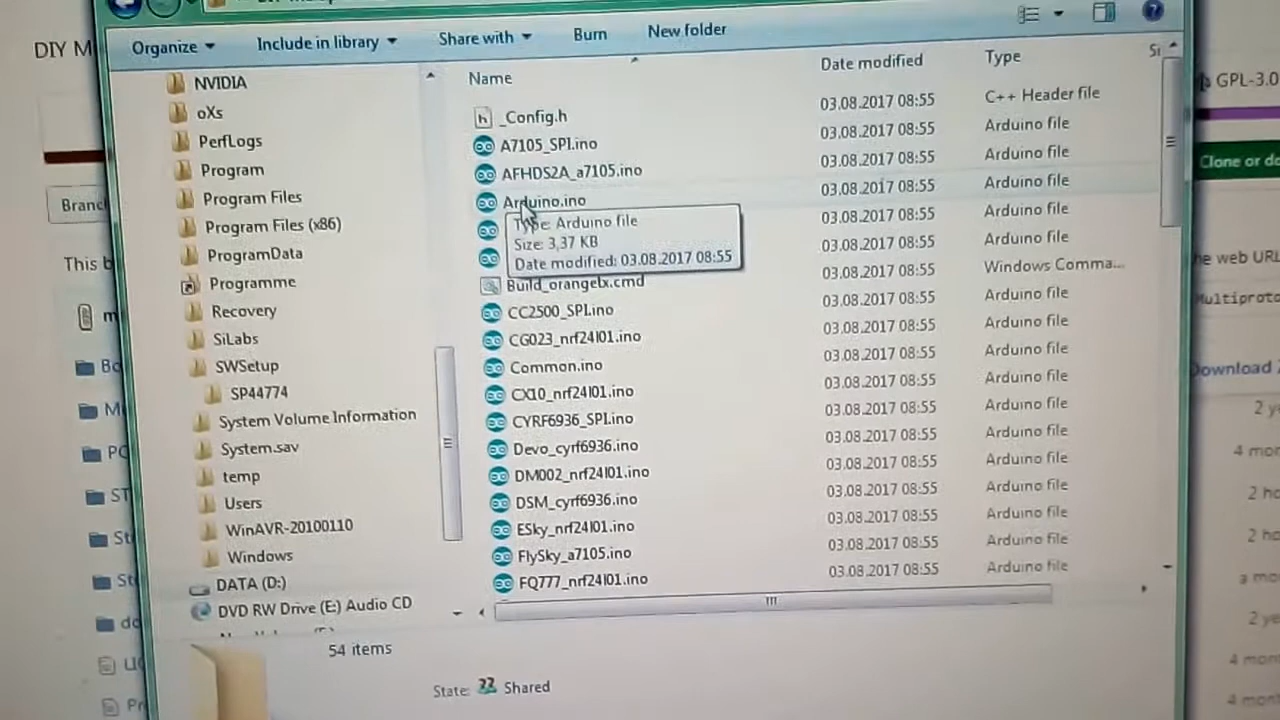 DIY M
Organize
Include in library
Share with
Burn
New folder
NVIDIA
oXs
PerfLogs
Program
Program Files
Program Files (x86)
ProgramData
Programme
Recovery
SiLabs
SWSetup
SP44774
System Volume Information
System.sav
temp
Users
WinAVR-20100110
Windows
DATA (D:)
DVD RW Drive (E:) Audio CD
Name Date modified Type
_Config.h 03.08.2017 08:55 C++ Header file
A7105_SPI.ino 03.08.2017 08:55 Arduino file
AFHDS2A_a7105.ino 03.08.2017 08:55 Arduino file
Arduino.ino 03.08.2017 08:55 Arduino file
Type: Arduino file
Size: 3,37 KB
Date modified: 03.08.2017 08:55
03.08.2017 08:55 Arduino file
03.08.2017 08:55 Arduino file
Build_orangetx.cmd 03.08.2017 08:55 Windows Comma...
CC2500_SPI.ino 03.08.2017 08:55 Arduino file
CG023_nrf24l01.ino 03.08.2017 08:55 Arduino file
Common.ino 03.08.2017 08:55 Arduino file
CX10_nrf24l01.ino 03.08.2017 08:55 Arduino file
CYRF6936_SPI.ino 03.08.2017 08:55 Arduino file
Devo_cyrf6936.ino 03.08.2017 08:55 Arduino file
DM002_nrf24l01.ino 03.08.2017 08:55 Arduino file
DSM_cyrf6936.ino 03.08.2017 08:55 Arduino file
ESky_nrf24l01.ino 03.08.2017 08:55 Arduino file
FlySky_a7105.ino 03.08.2017 08:55 Arduino file
FQ777_nrf24l01.ino 03.08.2017 08:55 Arduino file
54 items
State: Shared
Branc
This b
GPL-3.0
Clone or do
he web URL
Multiproto
Download